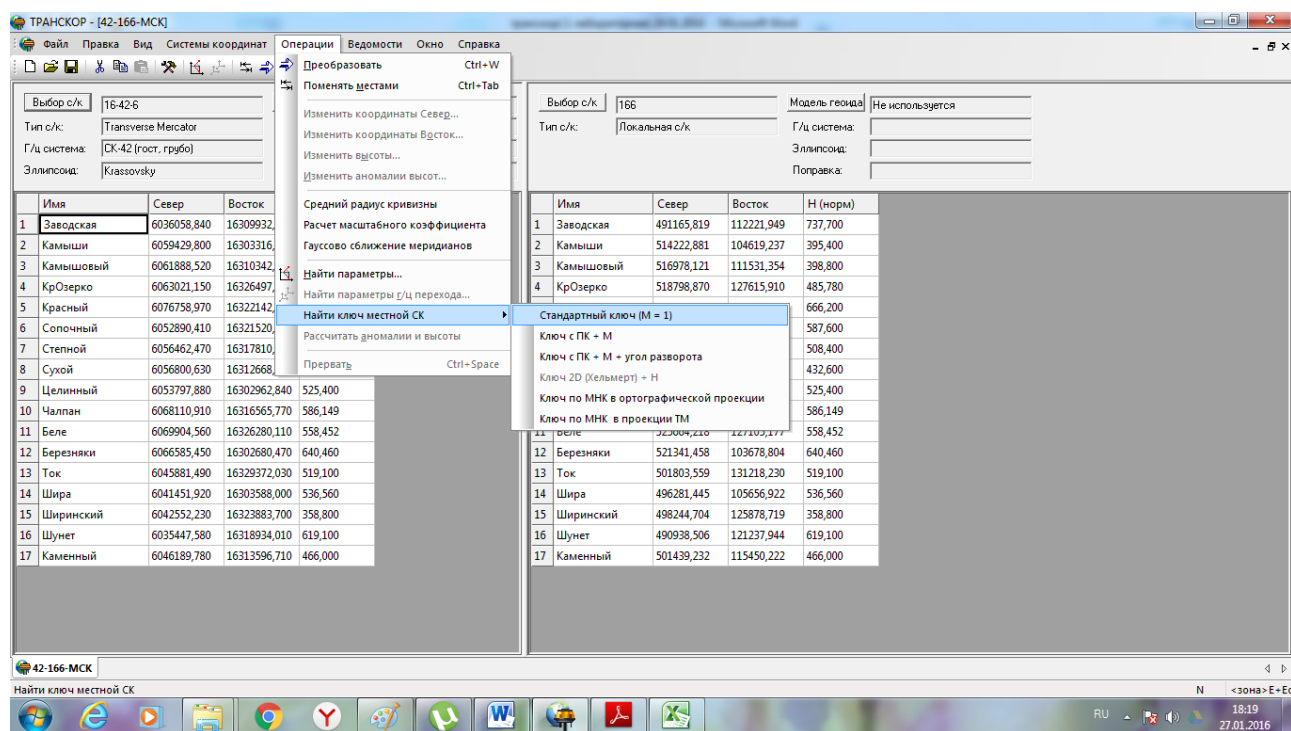 ТРАНСКОР - [42-166-МСК]
Файл Правка Вид Системы координат Операции Ведомости Окно Справка
Преобразовать Ctrl+W
Поменять местами Ctrl+Tab
Изменить координаты Север...
Изменить координаты Восток...
Изменить высоты...
Изменить аномалии высот...
Средний радиус кривизны
Расчет масштабного коэффициента
Гауссово сближение меридианов
Найти параметры...
Найти параметры г/ц перехода...
Найти ключ местной СК
Рассчитать аномалии и высоты
Прервать Ctrl+Space
Стандартный ключ (М = 1)
Ключ с ПК + М
Ключ с ПК + М + угол разворота
Ключ 2D (Хельмерт) + Н
Ключ по МНК в ортографической проекции
Ключ по МНК в проекции ТМ
Выбор с/к 16-42-6
Тип с/к: Transverse Mercator
Г/ц система: СК-42 (гост, грубо)
Эллипсоид: Krassovsky
Выбор с/к 166 Модель геоида Не используется
Тип с/к: Локальная с/к Г/ц система:
Эллипсоид:
Поправка:
Имя Север Восток
1 Заводская 6036058,840 16309932,
2 Камыши 6059429,800 16303316,
3 Камышовый 6061888,520 16310342,
4 КрОзерко 6063021,150 16326497,
5 Красный 6076758,970 16322142,
6 Сопочный 6052890,410 16321520,
7 Степной 6056462,470 16317810,
8 Сухой 6056800,630 16312668,
9 Целинный 6053797,880 16302962,840 525,400
10 Чалпан 6068110,910 16316565,770 586,149
11 Беле 6069904,560 16326280,110 558,452
12 Березняки 6066585,450 16302680,470 640,460
13 Ток 6045881,490 16329372,030 519,100
14 Шира 6041451,920 16303588,000 536,560
15 Ширинский 6042552,230 16323883,700 358,800
16 Шунет 6035447,580 16318934,010 619,100
17 Каменный 6046189,780 16313596,710 466,000
Имя Север Восток Н (норм)
1 Заводская 491165,819 112221,949 737,700
2 Камыши 514222,881 104619,237 395,400
3 Камышовый 516978,121 111531,354 398,800
4 КрОзерко 518798,870 127615,910 485,780
666,200
587,600
508,400
432,600
525,400
586,149
11 Беле 525664,218 127105,177 558,452
12 Березняки 521341,458 103678,804 640,460
13 Ток 501803,559 131218,230 519,100
14 Шира 496281,445 105656,922 536,560
15 Ширинский 498244,704 125878,719 358,800
16 Шунет 490938,506 121237,944 619,100
17 Каменный 501439,232 115450,222 466,000
42-166-МСК
Найти ключ местной СК N <зона>Е+Ес
RU 18:19
27.01.2016